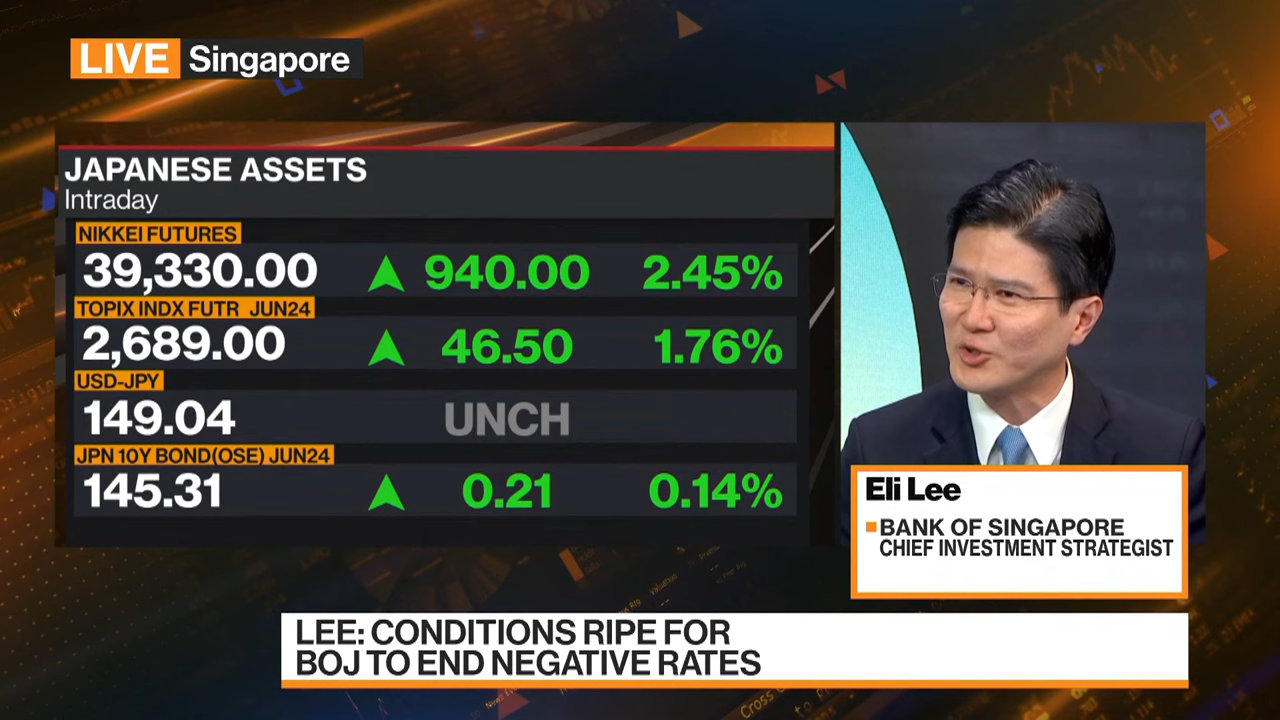 LIVE Singapore
JAPANESE ASSETS
Intraday
NIKKEI FUTURES
39,330.00 ▲ 940.00 2.45%
TOPIX INDX FUTR JUN24
2,689.00 ▲ 46.50 1.76%
USD-JPY
149.04 UNCH
JPN 10Y BOND(OSE) JUN24
145.31 ▲ 0.21 0.14%
Eli Lee
BANK OF SINGAPORE
CHIEF INVESTMENT STRATEGIST
LEE: CONDITIONS RIPE FOR
BOJ TO END NEGATIVE RATES